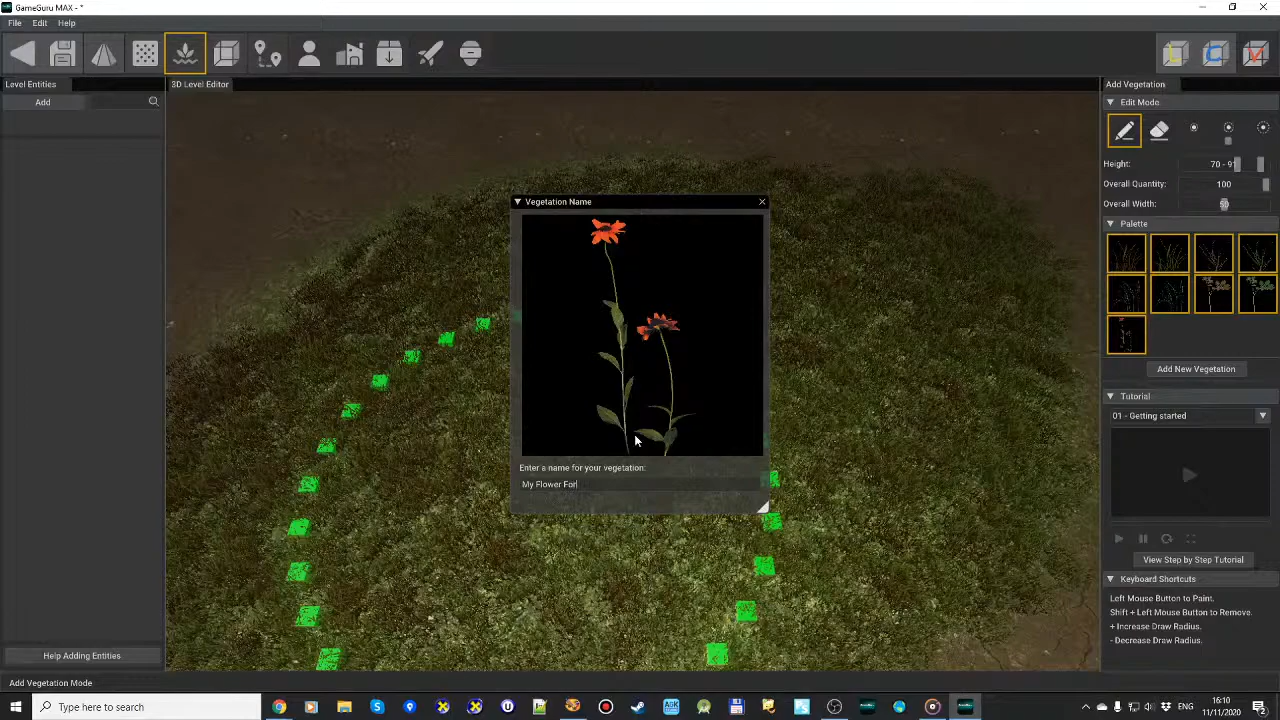 GameGuru MAX - *
File Edit Help
Level Entities
Add
3D Level Editor
Add Vegetation
Edit Mode
Height: 70 - 91
Overall Quantity: 100
Overall Width: 50
Palette
Add New Vegetation
Tutorial
01 - Getting started
View Step by Step Tutorial
Keyboard Shortcuts
Left Mouse Button to Paint.
Shift + Left Mouse Button to Remove.
+ Increase Draw Radius.
- Decrease Draw Radius.
Vegetation Name
Enter a name for your vegetation:
My Flower For
Help Adding Entities
Add Vegetation Mode
Type here to search
ENG
16:10
11/11/2020